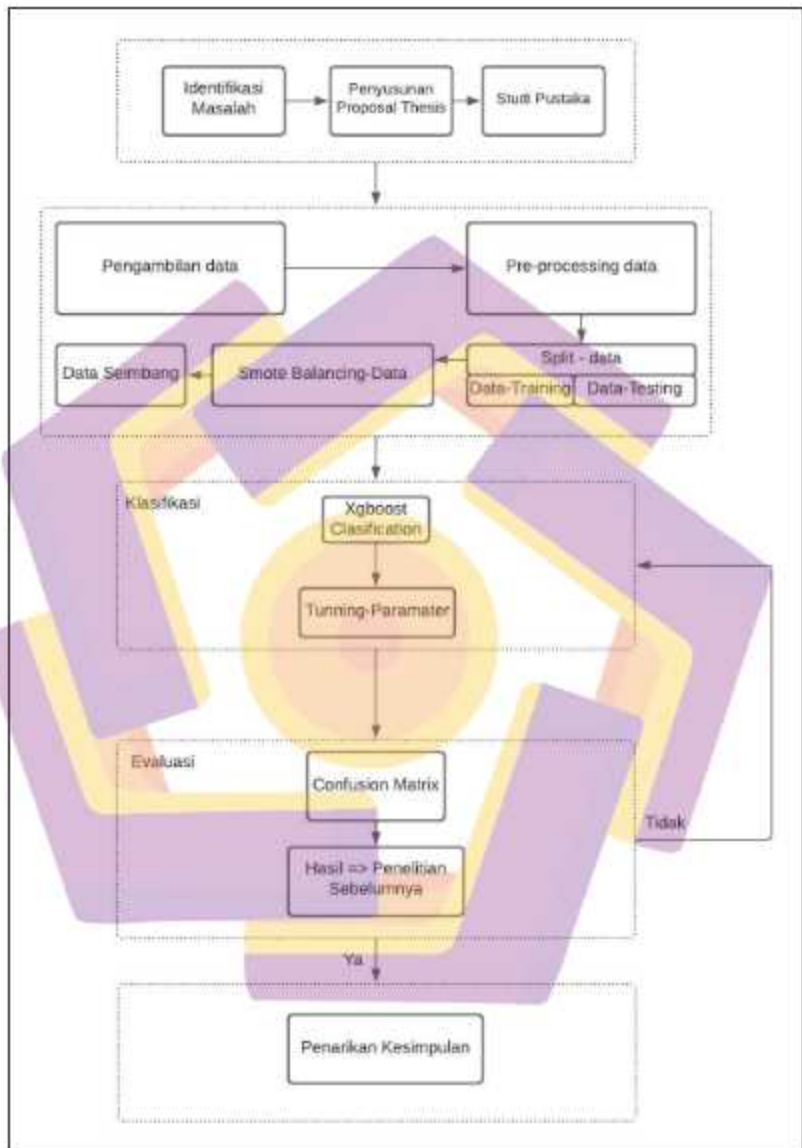 Identifikasi
Masalah
Penyusunan
Proposal Thesis
Studi Pustaka
Pengambilan data
Pre-processing data
Split - data
Data-Training
Data-Testing
Smote Balancing-Data
Data Seimbang
Klasifikasi
Xgboost
Clasification
Tunning-Paramater
Evaluasi
Confusion Matrix
Hasil => Penelitian
Sebelumnya
Tidak
Ya
Penarikan Kesimpulan